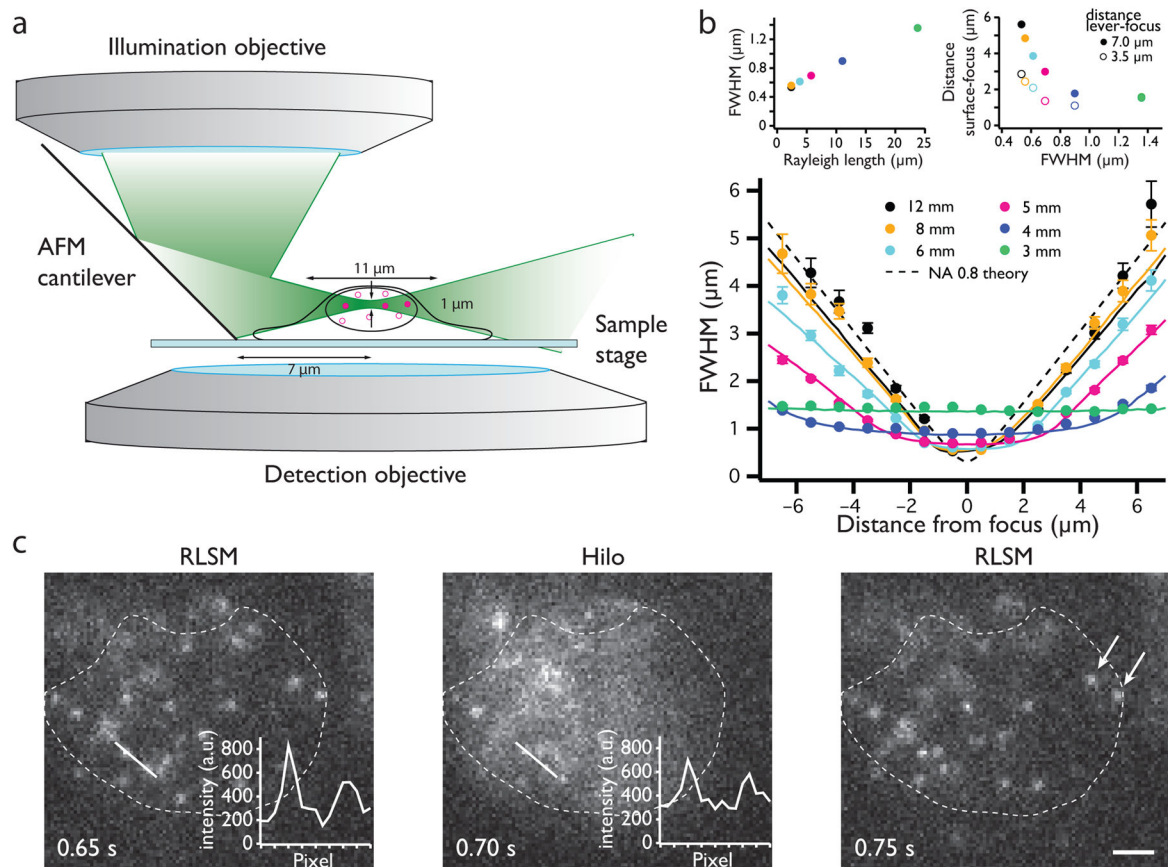 a
Illumination objective
AFM
cantilever
11 µm
1 µm
7 µm
Sample
stage
Detection objective
b
FWHM (µm)
1.2
0.8
0.4
0
0 5 10 15 20 25
Rayleigh length (µm)
Distance
surface-focus (µm)
6
4
2
0
0.4 0.6 0.8 1.0 1.2 1.4
FWHM (µm)
distance
lever-focus
7.0 µm
3.5 µm
FWHM (µm)
6
5
4
3
2
1
0
12 mm
8 mm
6 mm
5 mm
4 mm
3 mm
NA 0.8 theory
−6 −4 −2 0 2 4 6
Distance from focus (µm)
c
RLSM
Hilo
RLSM
intensity (a.u.)
800
600
400
200
0
Pixel
0.65 s
intensity (a.u.)
800
600
400
200
0
Pixel
0.70 s
0.75 s